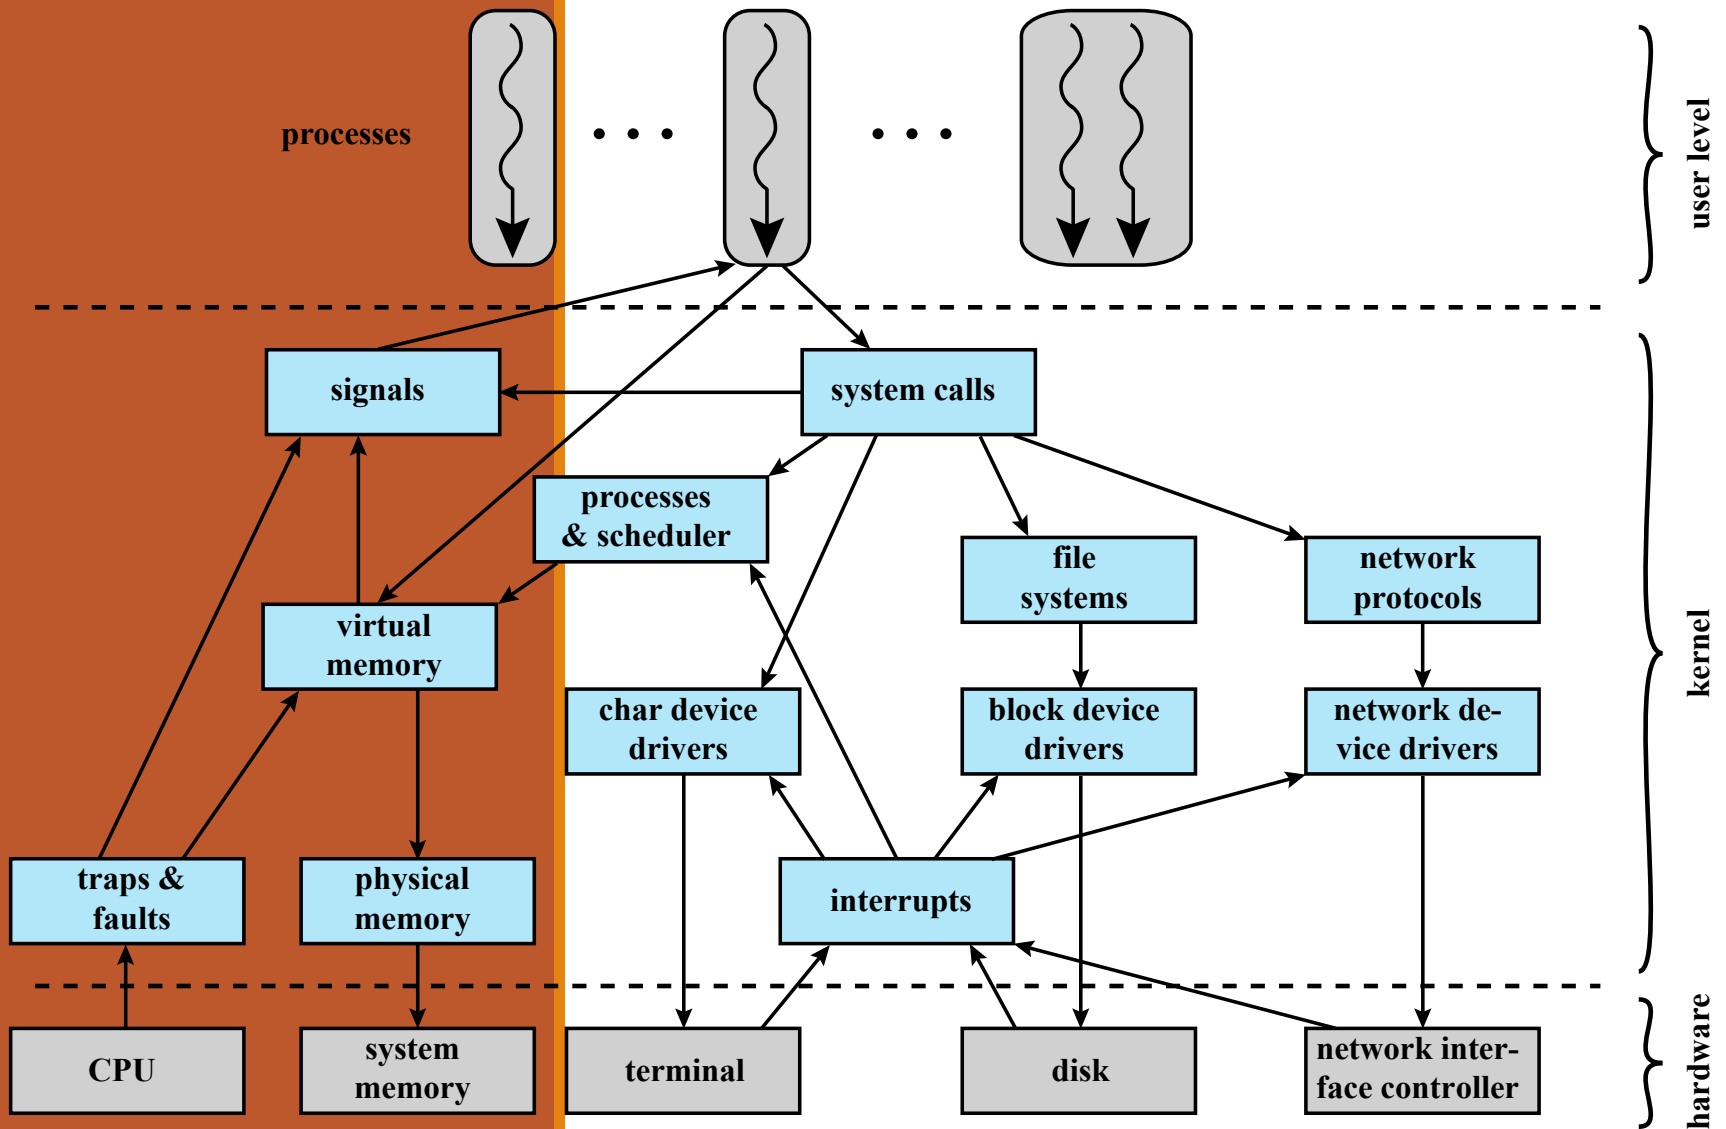 processes
user level
signals
system calls
processes
& scheduler
file
systems
network
protocols
virtual
memory
kernel
char device
drivers
block device
drivers
network de-
vice drivers
traps &
faults
physical
memory
interrupts
CPU
system
memory
terminal
disk
network inter-
face controller
hardware